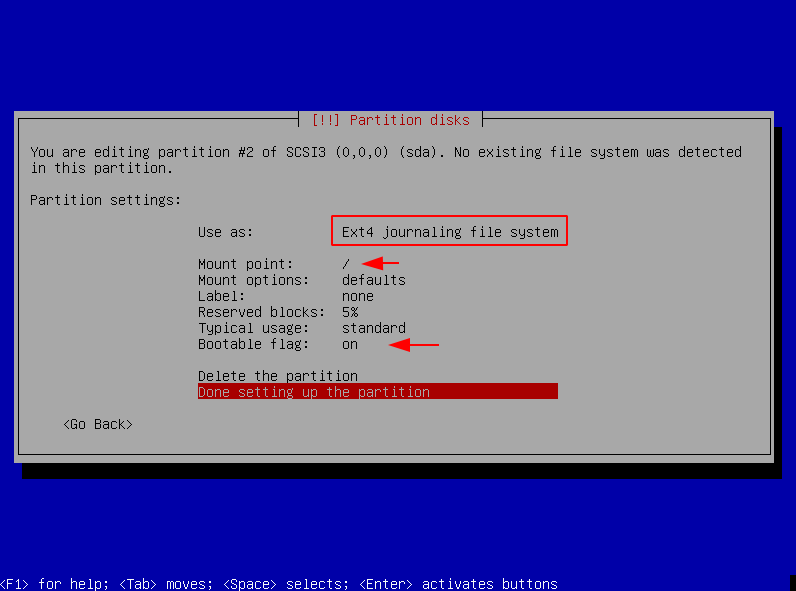 [!!] Partition disks
You are editing partition #2 of SCSI3 (0,0,0) (sda). No existing file system was detected
in this partition.
Partition settings:
Use as: Ext4 journaling file system
Mount point: /
Mount options: defaults
Label: none
Reserved blocks: 5%
Typical usage: standard
Bootable flag: on
Delete the partition
Done setting up the partition
<Go Back>
<F1> for help; <Tab> moves; <Space> selects; <Enter> activates buttons